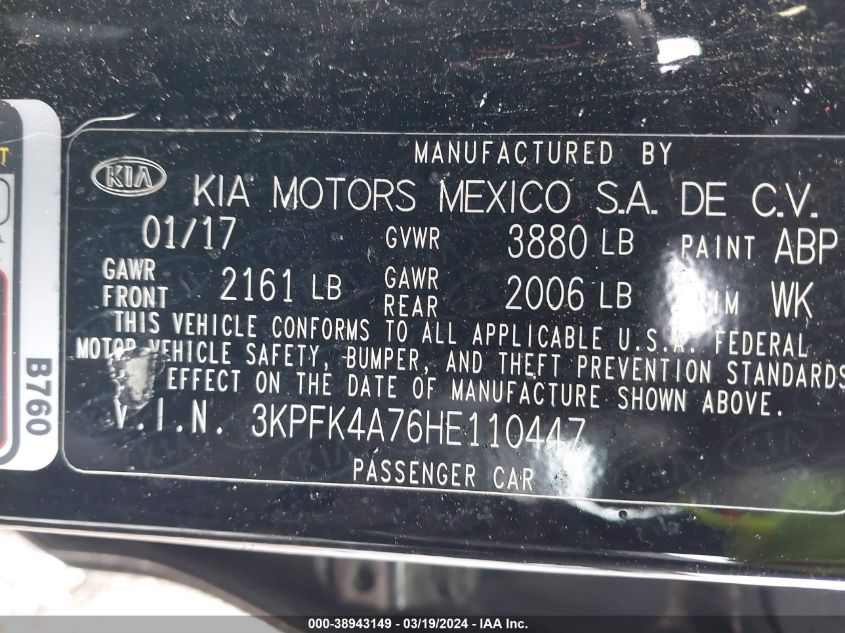 MANUFACTURED BY
KIA KIA MOTORS MEXICO S.A. DE C.V.
01/17 GVWR 3880 LB PAINT ABP
GAWR FRONT 2161 LB GAWR REAR 2006 LB WK
THIS VEHICLE CONFORMS TO ALL APPLICABLE U.S.A. FEDERAL
MOTOR VEHICLE SAFETY, BUMPER, AND THEFT PREVENTION STANDARDS
EFFECT ON THE DATE OF MANUFACTURE SHOWN ABOVE.
V.I.N. 3KPFK4A76HE110447
PASSENGER CAR
B760
000-38943149 - 03/19/2024 - IAA Inc.